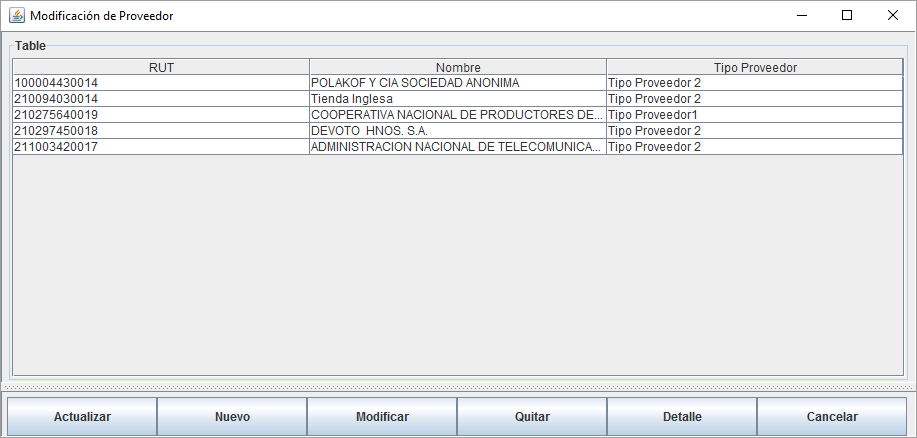 Modificación de Proveedor
Table
RUT Nombre Tipo Proveedor
100004430014 POLAKOF Y CIA SOCIEDAD ANONIMA Tipo Proveedor 2
210094030014 Tienda Inglesa Tipo Proveedor 2
210275640019 COOPERATIVA NACIONAL DE PRODUCTORES DE... Tipo Proveedor1
210297450018 DEVOTO  HNOS. S.A. Tipo Proveedor 2
211003420017 ADMINISTRACION NACIONAL DE TELECOMUNICA... Tipo Proveedor 2
Actualizar Nuevo Modificar Quitar Detalle Cancelar